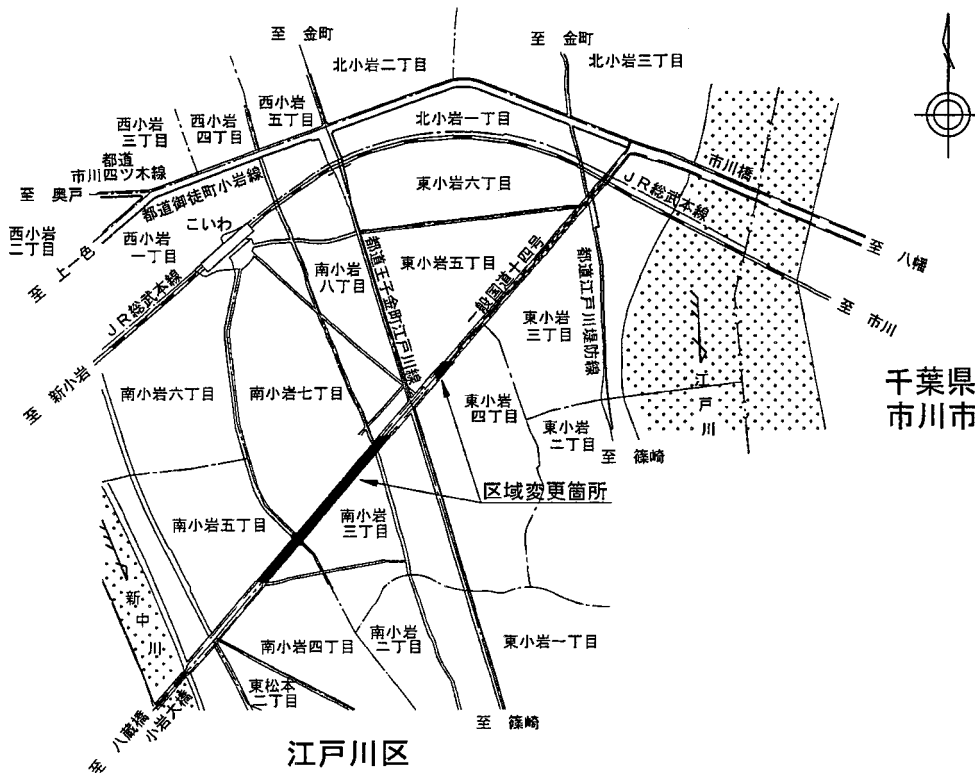 至 金町
北小岩二丁目
至 金町
北小岩三丁目
西小岩
五丁目
西小岩
四丁目
西小岩
三丁目
北小岩一丁目
都道
市川四ツ木線
至 奥戸
都道御徒町小岩線
東小岩六丁目
市川橋
JR総武本線
こいわ
西小岩
二丁目
西小岩
一丁目
至 上一色
至 八幡
南小岩
八丁目
都道王子金町江戸川線
東小岩五丁目
一般国道十四号
都道江戸川堤防線
東小岩
三丁目
至 市川
JR総武本線
至 新小岩
江戸川
千葉県
市川市
南小岩六丁目
南小岩七丁目
東小岩
四丁目
東小岩
二丁目
至 篠崎
区域変更箇所
南小岩五丁目
南小岩
三丁目
新中川
南小岩四丁目
南小岩
二丁目
東小岩一丁目
東松本
二丁目
小岩大橋
至 八蔵橋
至 篠崎
江戸川区